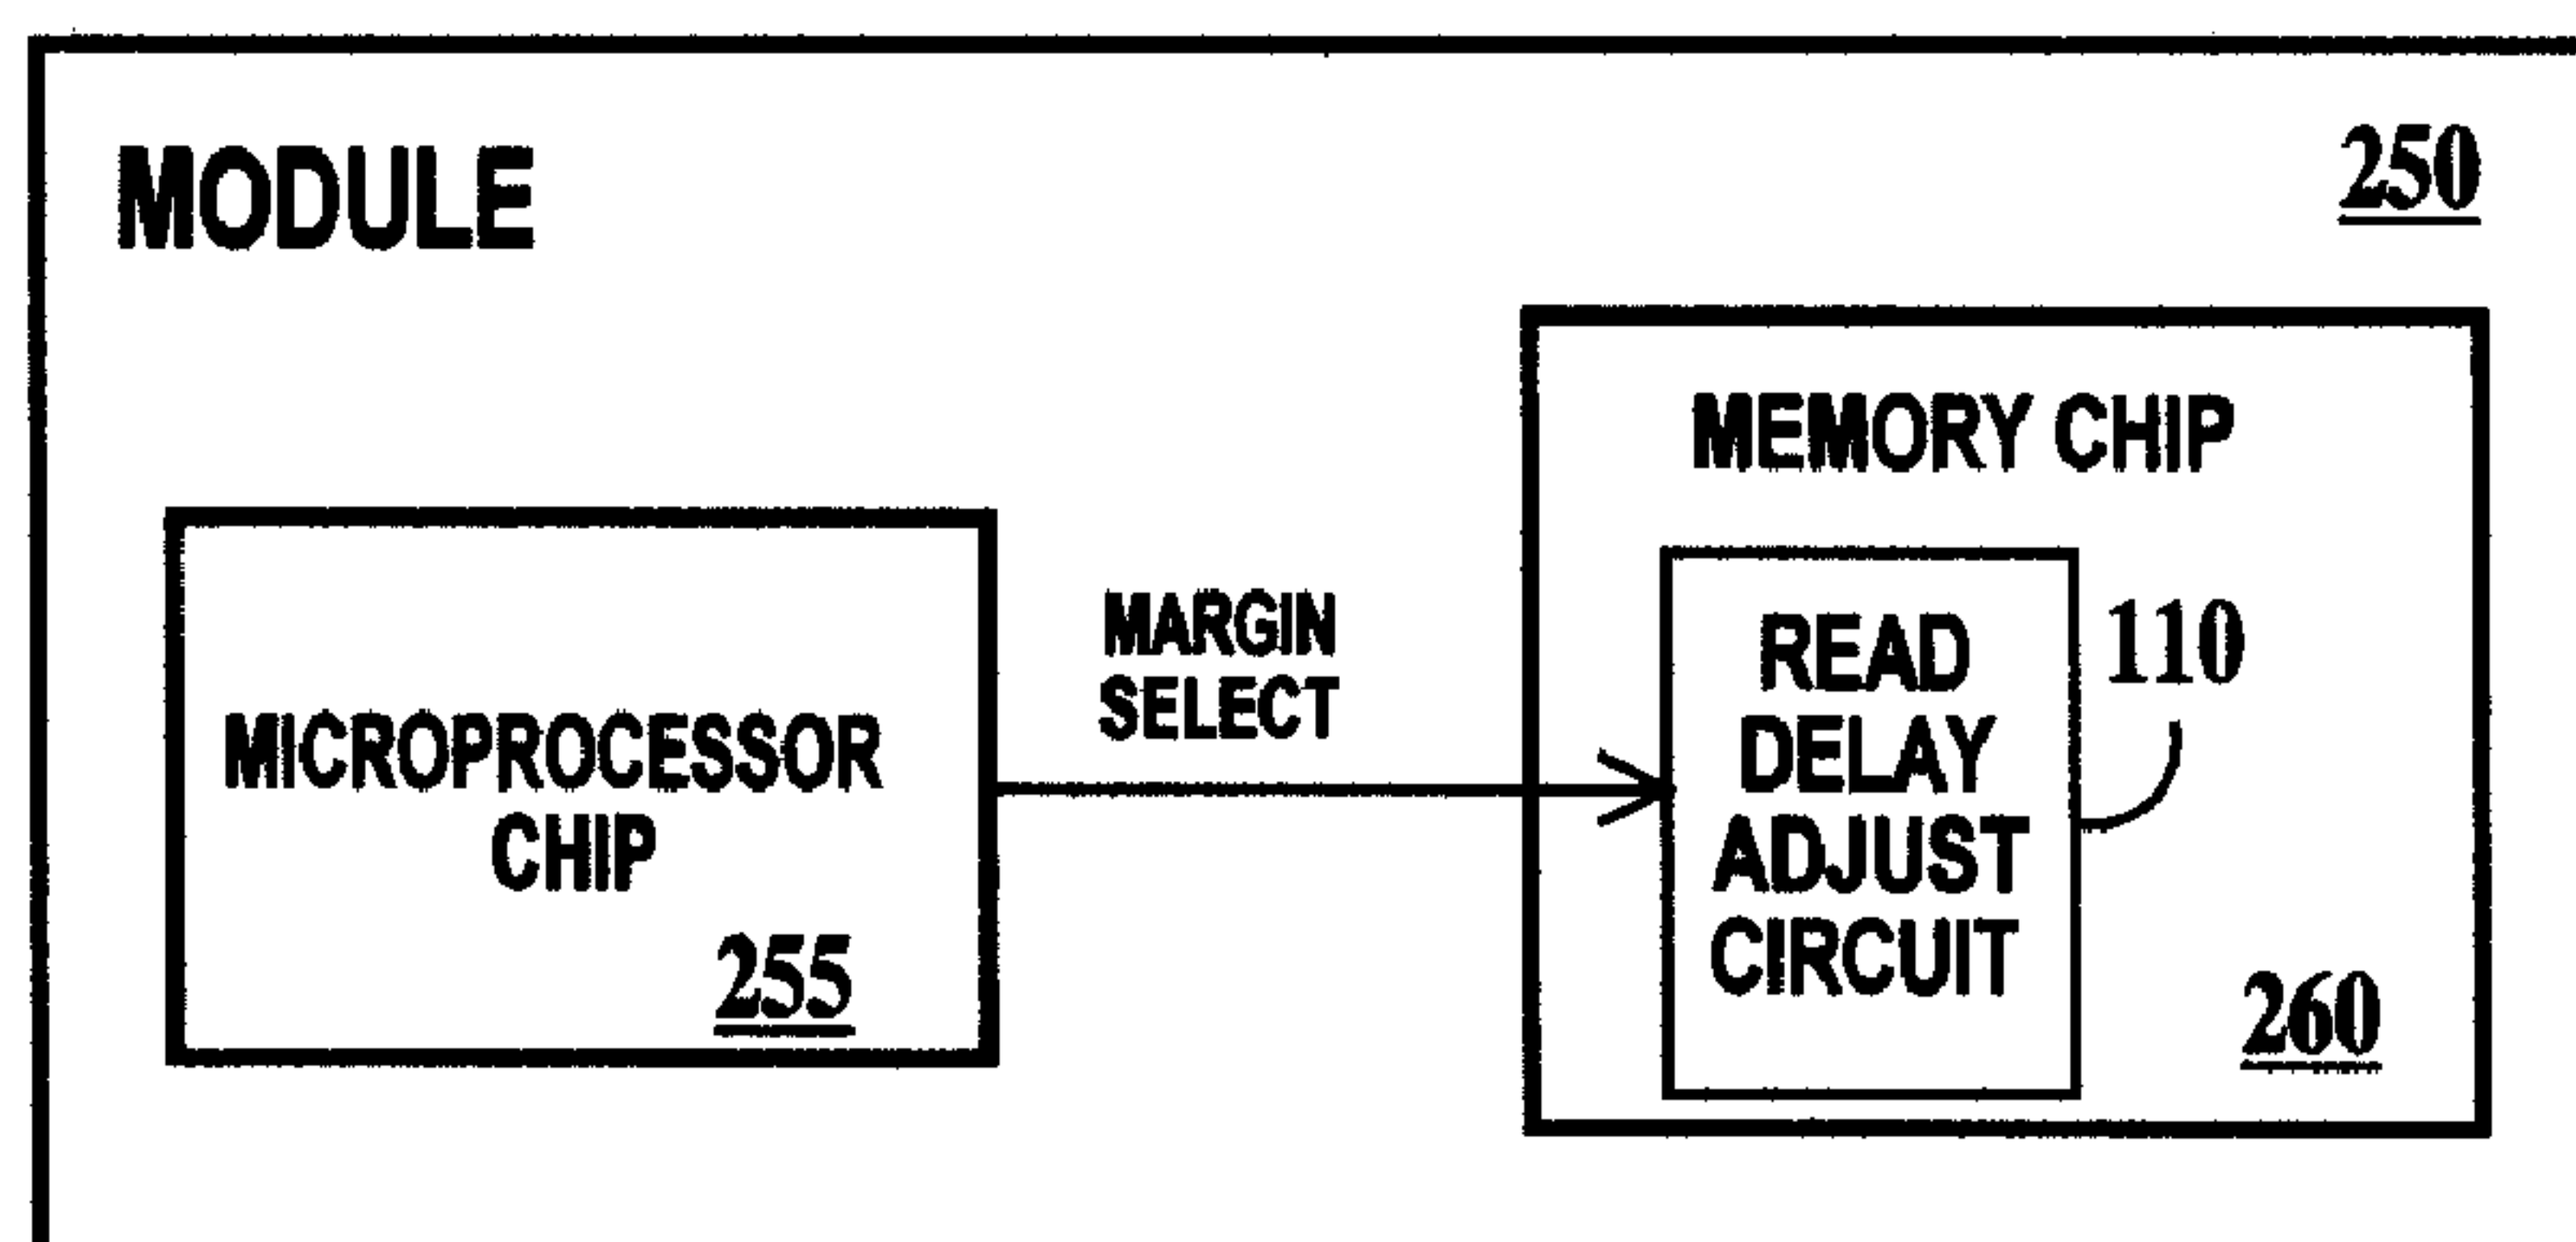 MODULE
250
MEMORY CHIP
MICROPROCESSOR
CHIP
255
MARGIN
SELECT
READ
DELAY
ADJUST
CIRCUIT
110
260